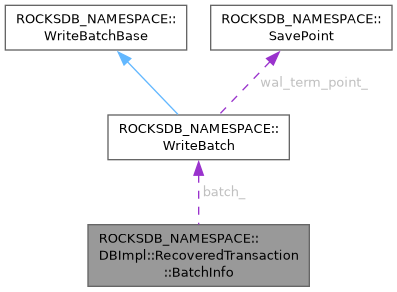 ROCKSDB_NAMESPACE::
WriteBatchBase
ROCKSDB_NAMESPACE::
SavePoint
wal_term_point_
ROCKSDB_NAMESPACE::
WriteBatch
batch_
ROCKSDB_NAMESPACE::
DBImpl::RecoveredTransaction
::BatchInfo